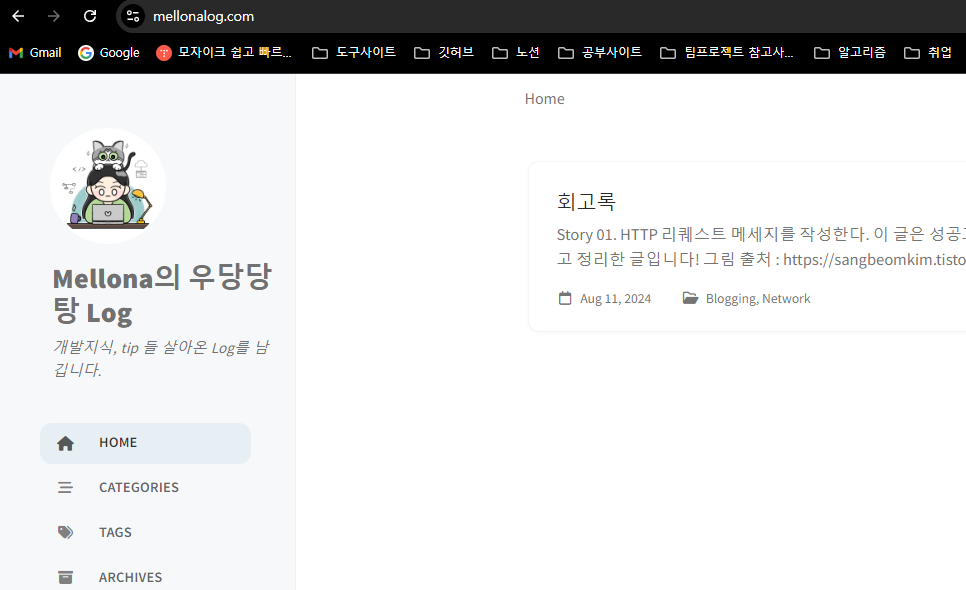 mellonalog.com
Gmail Google 모자이크 쉽고 빠르... 도구사이트 깃허브 노션 공부사이트 팀프로젝트 참고사... 알고리즘 취업
Home
Mellona의 우당당
탕 Log
개발지식, tip 들 살아온 Log를 남
깁니다.
HOME
CATEGORIES
TAGS
ARCHIVES
회고록
Story 01. HTTP 리퀘스트 메세지를 작성한다. 이 글은 성공
고 정리한 글입니다! 그림 출처 : https://sangbeomkim.tisto
Aug 11, 2024 Blogging, Network